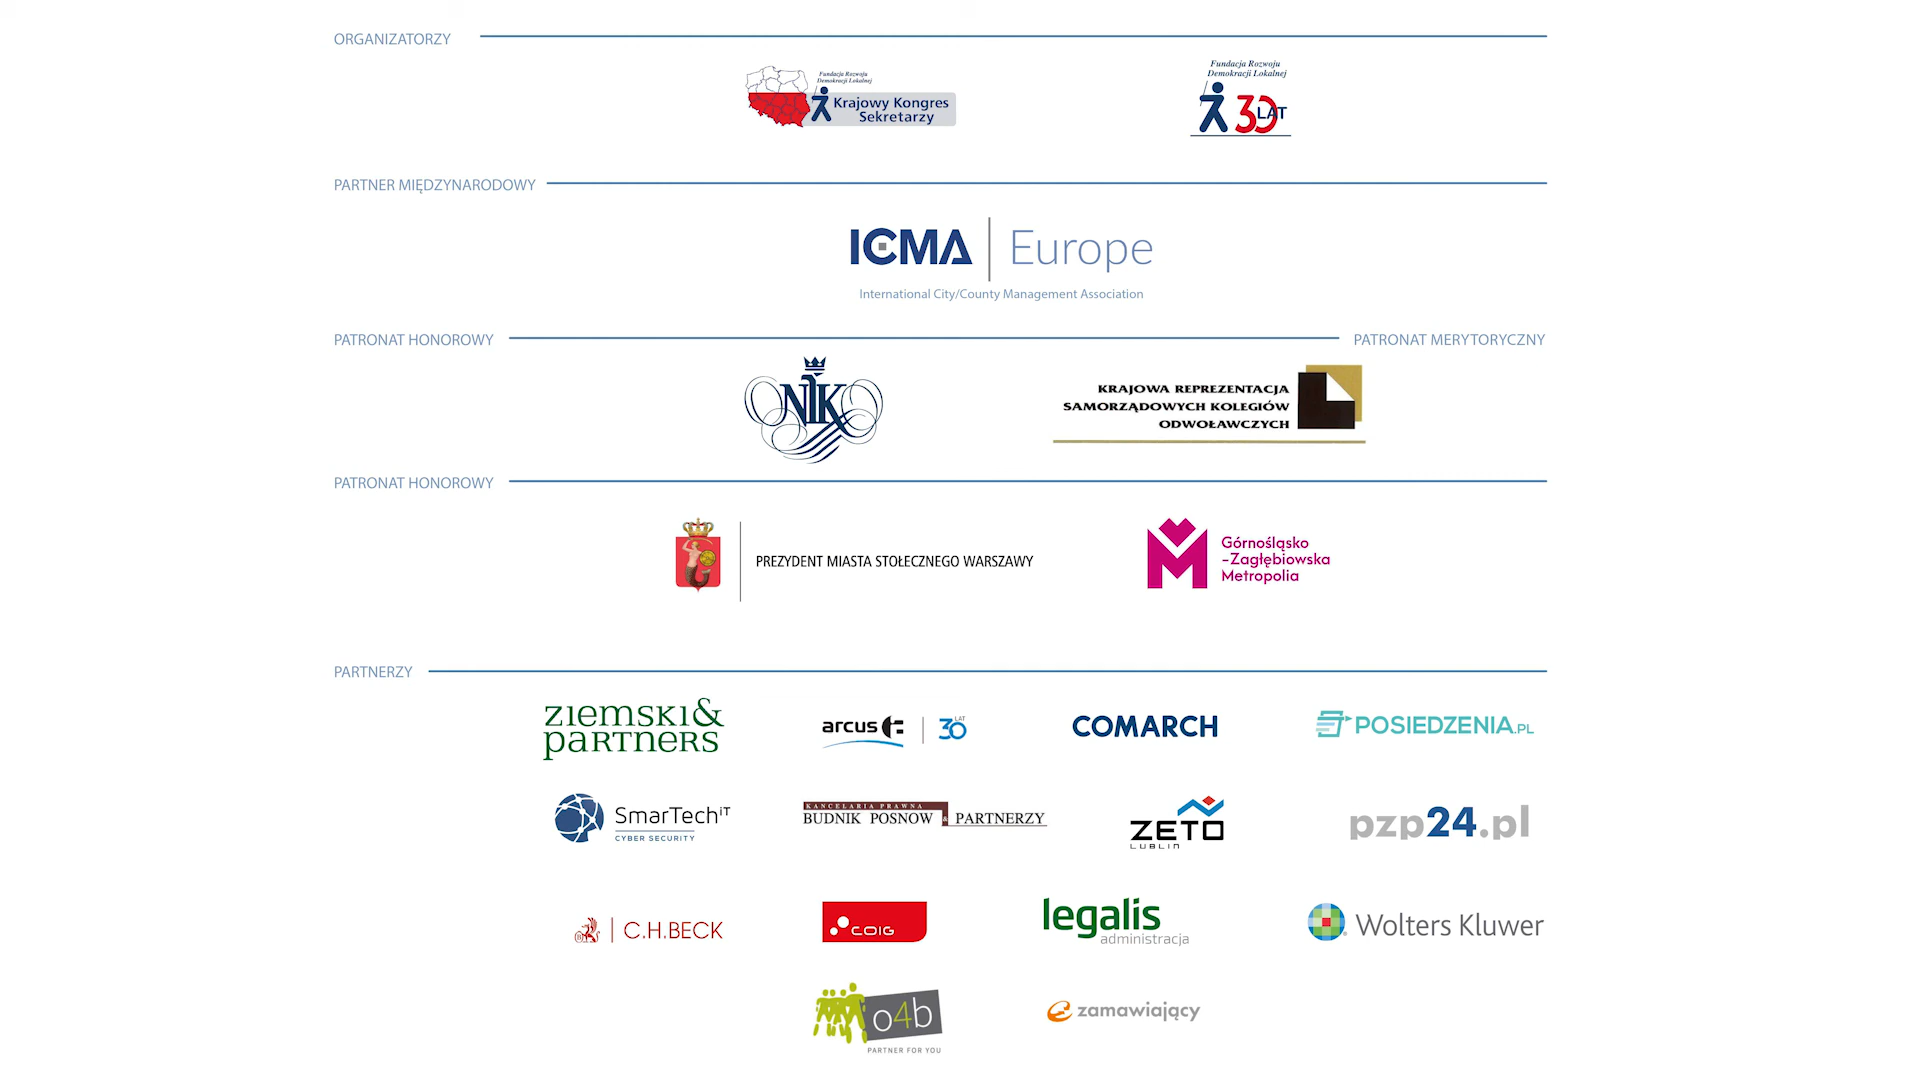 ORGANIZATORZY
Fundacja Rozwoju
Demokracji Lokalnej
Krajowy Kongres
Sekretarzy
Fundacja Rozwoju
Demokracji Lokalnej
30 LAT
PARTNER MIĘDZYNARODOWY
ICMA Europe
International City/County Management Association
PATRONAT HONOROWY
PATRONAT MERYTORYCZNY
NIK
KRAJOWA REPREZENTACJA
SAMORZĄDOWYCH KOLEGIÓW
ODWOŁAWCZYCH
PATRONAT HONOROWY
PREZYDENT MIASTA STOŁECZNEGO WARSZAWY
Górnośląsko
-Zagłębiowska
Metropolia
PARTNERZY
ziemski&
partners
arcus 30 LAT
COMARCH
POSIEDZENIA.PL
SmarTech IT
CYBER SECURITY
KANCELARIA PRAWNA
BUDNIK POSNOW & PARTNERZY
ZETO
LUBLIN
pzp24.pl
C.H.BECK
COIG
legalis
administracja
Wolters Kluwer
o4b
PARTNER FOR YOU
e zamawiający